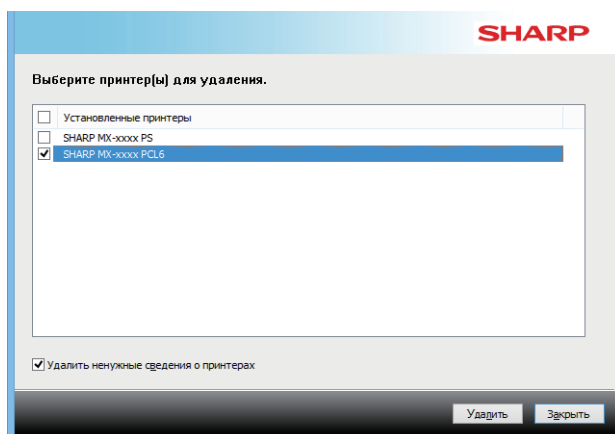 SHARP
Выберите принтер(ы) для удаления.
Установленные принтеры
SHARP MX-xxxx PS
SHARP MX-xxxx PCL6
Удалить ненужные сведения о принтерах
Удалить Закрыть